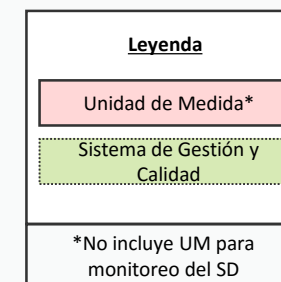 Leyenda
Unidad de Medida*
Sistema de Gestión y
Calidad
*No incluye UM para
monitoreo del SD